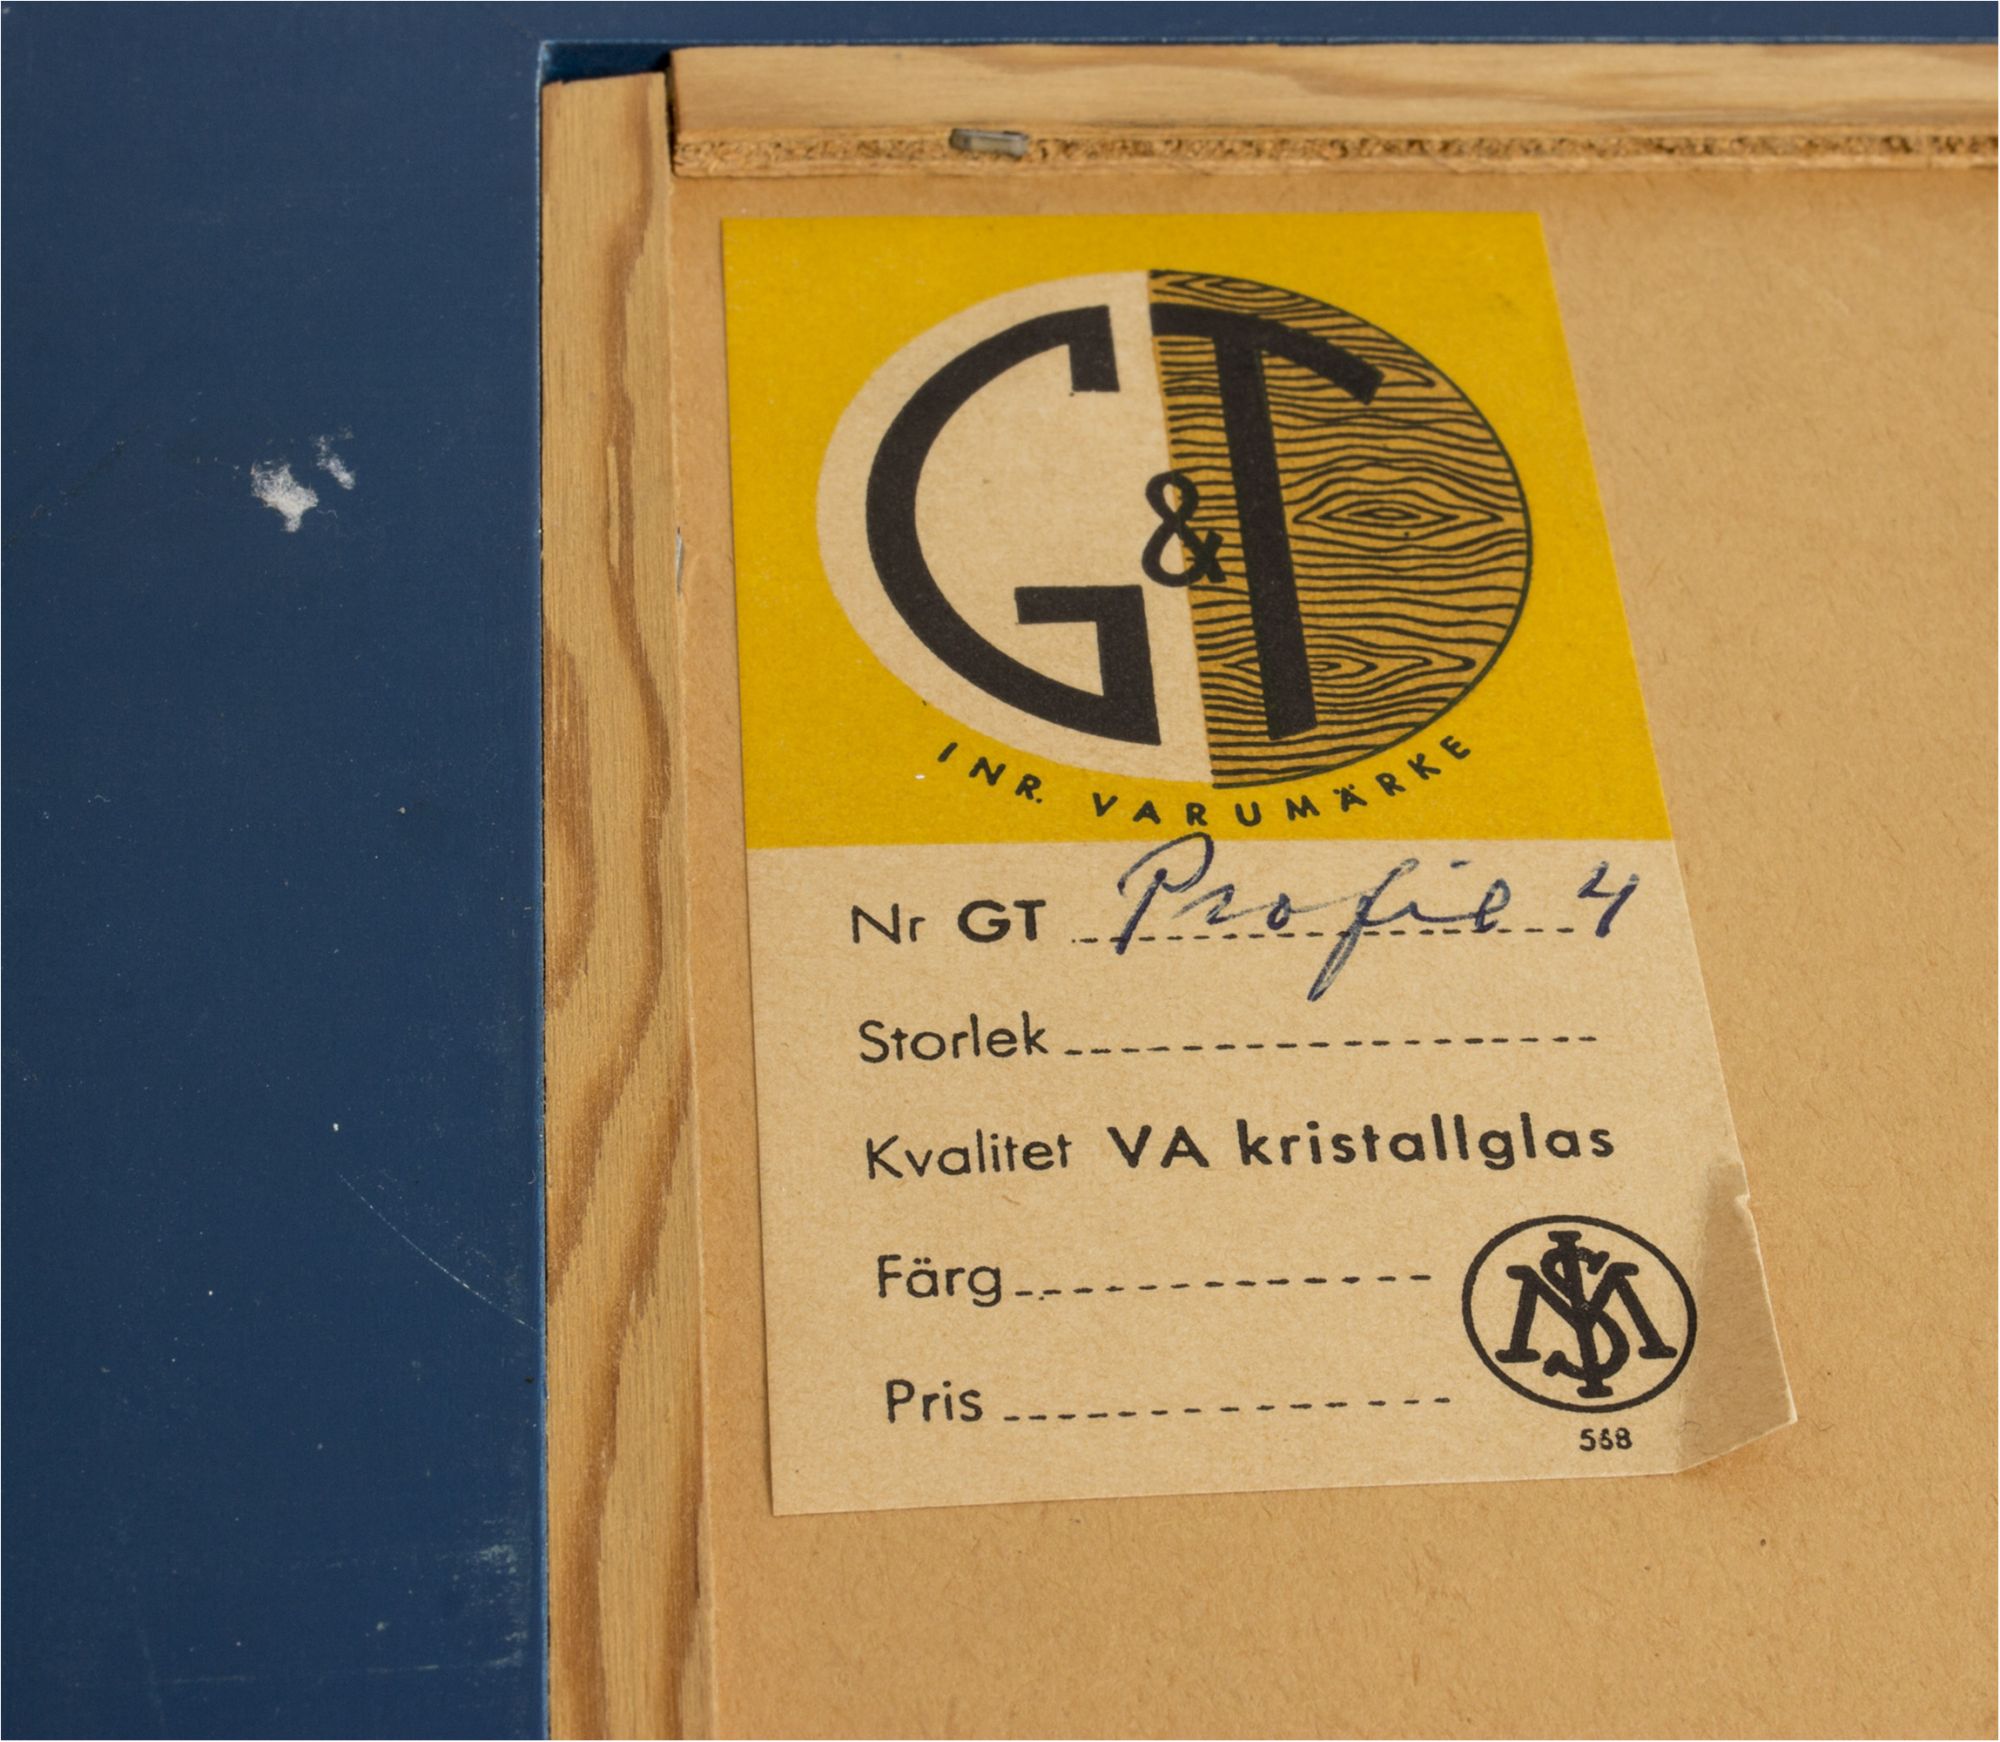 G&T
INR. VARUMÄRKE
Nr GT Profil 4
Storlek
Kvalitet VA kristallglas
Färg
Pris
568